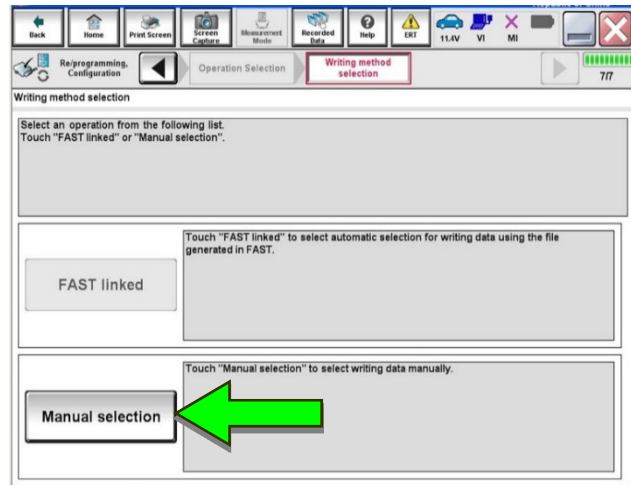 Back
Home
Print Screen
Screen
Capture
Measurement
Mode
Recorded
Data
Help
ERT
11.4V
VI
MI
Re/programming,
Configuration
Operation Selection
Writing method
selection
7/7
Writing method selection
Select an operation from the following list.
Touch "FAST linked" or "Manual selection".
FAST linked
Touch "FAST linked" to select automatic selection for writing data using the file
generated in FAST.
Manual selection
Touch "Manual selection" to select writing data manually.